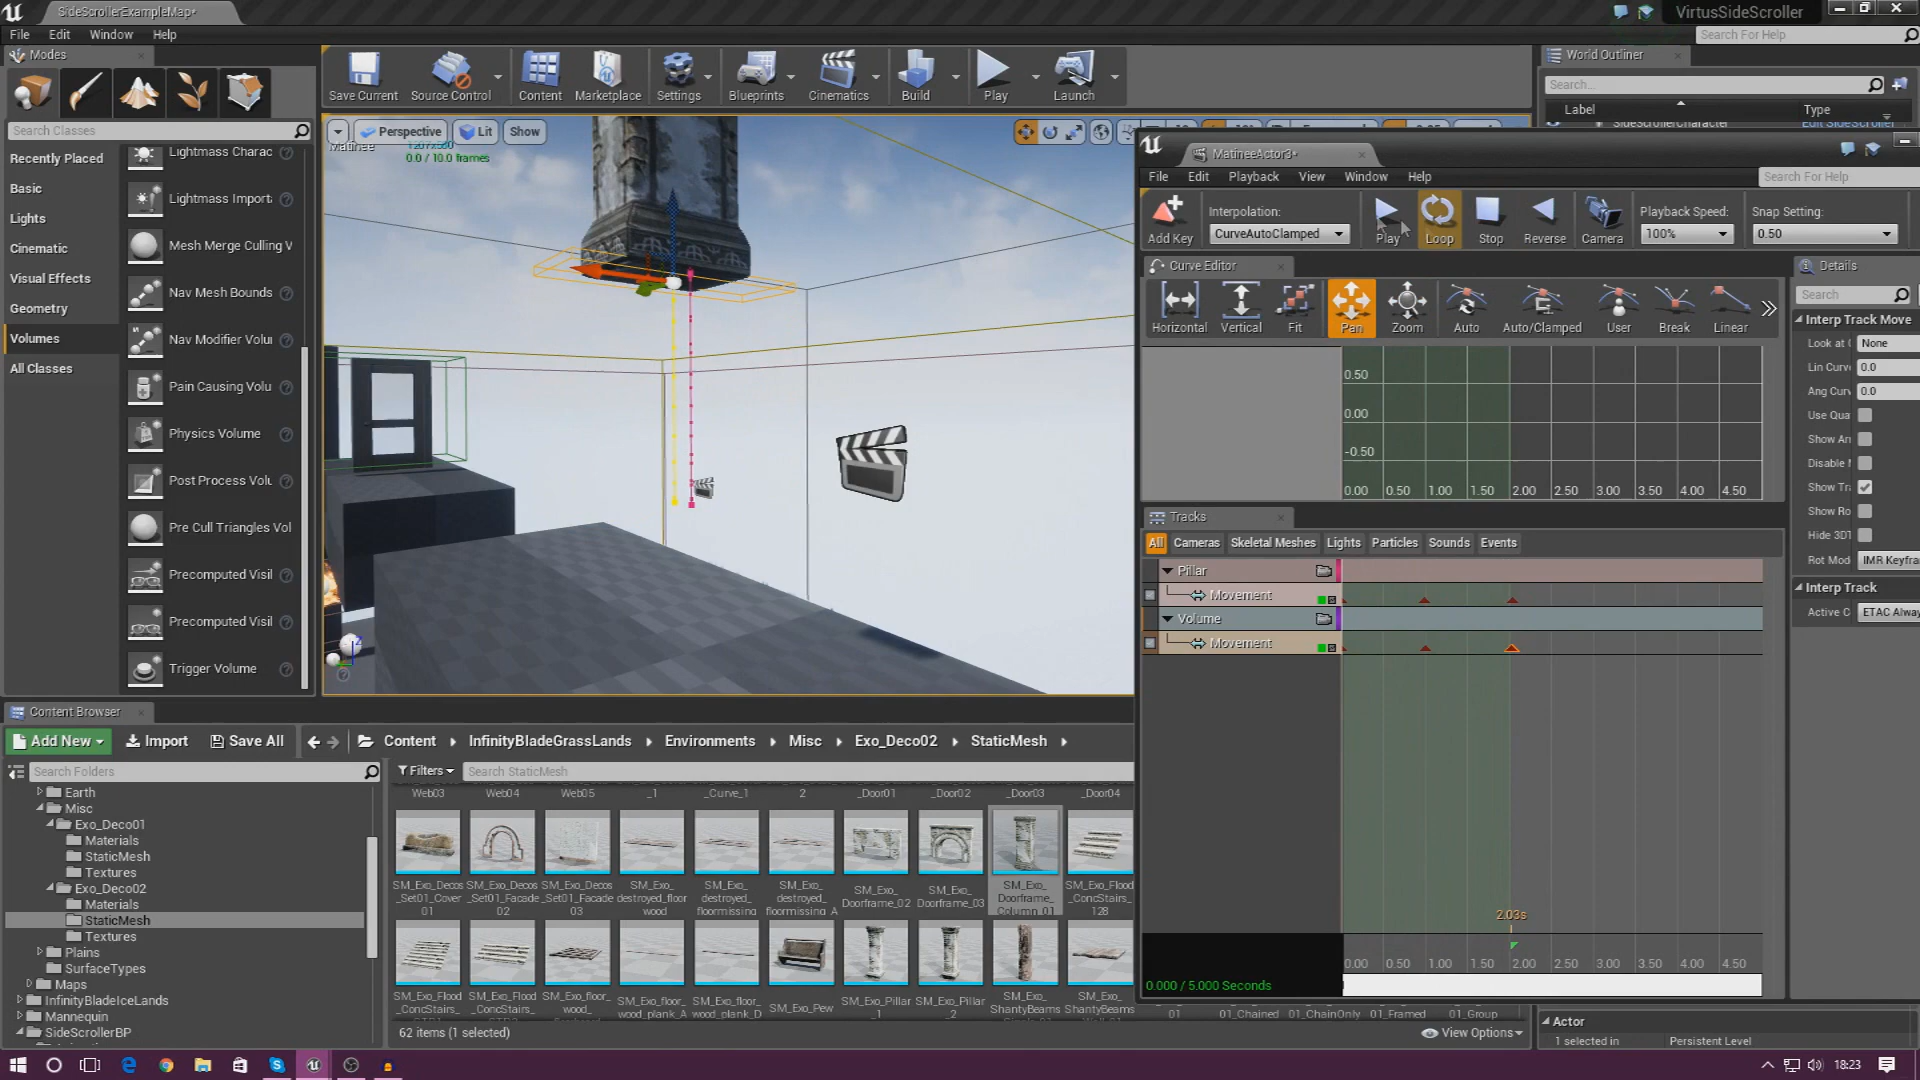 SideScrollerExampleMap*
VirtusSideScroller
File Edit Window Help
Search For Help
Modes
World Outliner
Save Current
Source Control
Content
Marketplace
Settings
Blueprints
Cinematics
Build
Play
Launch
Search...
Label
Type
SideScrollerCharacter
Edit SideScroller
Search Classes
Perspective
Lit
Show
Matinee
0.0 / 10.0 frames
Recently Placed
Basic
Lights
Cinematic
Visual Effects
Geometry
Volumes
All Classes
Lightmass Charac
Lightmass Importa
Mesh Merge Culling V
Nav Mesh Bounds
Nav Modifier Volu
Pain Causing Volu
Physics Volume
Post Process Volu
Pre Cull Triangles Vol
Precomputed Visil
Precomputed Visil
Trigger Volume
MatineeActor3*
File Edit Playback View Window Help
Search For Help
Add Key
Interpolation:
CurveAutoClamped
Play
Loop
Stop
Reverse
Camera
Playback Speed:
100%
Snap Setting:
0.50
Curve Editor
Details
Horizontal
Vertical
Fit
Pan
Zoom
Auto
Auto/Clamped
User
Break
Linear
Search
Interp Track Move
Look at G
None
Lin Curv
0.0
Ang Curv
0.0
Use Qua
Show Arr
Disable M
Show Tra
Show Ro
Hide 3DT
Rot Mod
IMR Keyfra
Interp Track
Active C
ETAC Alway
0.50
0.00
-0.50
0.00 0.50 1.00 1.50 2.00 2.50 3.00 3.50 4.00 4.50
Tracks
All Cameras Skeletal Meshes Lights Particles Sounds Events
Pillar
Movement
Volume
Movement
2.03s
0.00 0.50 1.00 1.50 2.00 2.50 3.00 3.50 4.00 4.50
0.000 / 5.000 Seconds
Content Browser
Add New
Import
Save All
Content
InfinityBladeGrassLands
Environments
Misc
Exo_Deco02
StaticMesh
Search Folders
Filters
Search StaticMesh
Earth
Misc
Exo_Deco01
Materials
StaticMesh
Textures
Exo_Deco02
Materials
StaticMesh
Textures
Plains
SurfaceTypes
Maps
InfinityBladeIceLands
Mannequin
SideScrollerBP
Web03
Web04
Web05
_1
_Curve_1
2
_Door01
_Door02
_Door03
_Door04
SM_Exo_Decos
_Set01_Cover
01
SM_Exo_Decos
_Set01_Facade
02
SM_Exo_Decos
_Set01_Facade
03
SM_Exo_
destroyed_floor
wood
SM_Exo_
destroyed_
floormissing
SM_Exo_
destroyed_
floormissing_A
SM_Exo_
Doorframe_02
SM_Exo_
Doorframe_03
SM_Exo_
Doorframe_
Column_01
SM_Exo_Flood
_ConcStairs_
128
SM_Exo_Flood
_ConcStairs_
SM_Exo_Flood
_ConcStairs_
SM_Exo_floor_
wood_
SM_Exo_floor_
wood_plank_A
SM_Exo_floor_
wood_plank_D
SM_Exo_Pew
SM_Exo_Pillar
_1
SM_Exo_Pillar
_2
SM_Exo_
ShantyBeams
SM_Exo_
ShantyBeams
01
01_Chained
01_ChainOnly
01_Framed
01_Group
62 items (1 selected)
View Options
Actor
1 selected in
Persistent Level
18:23